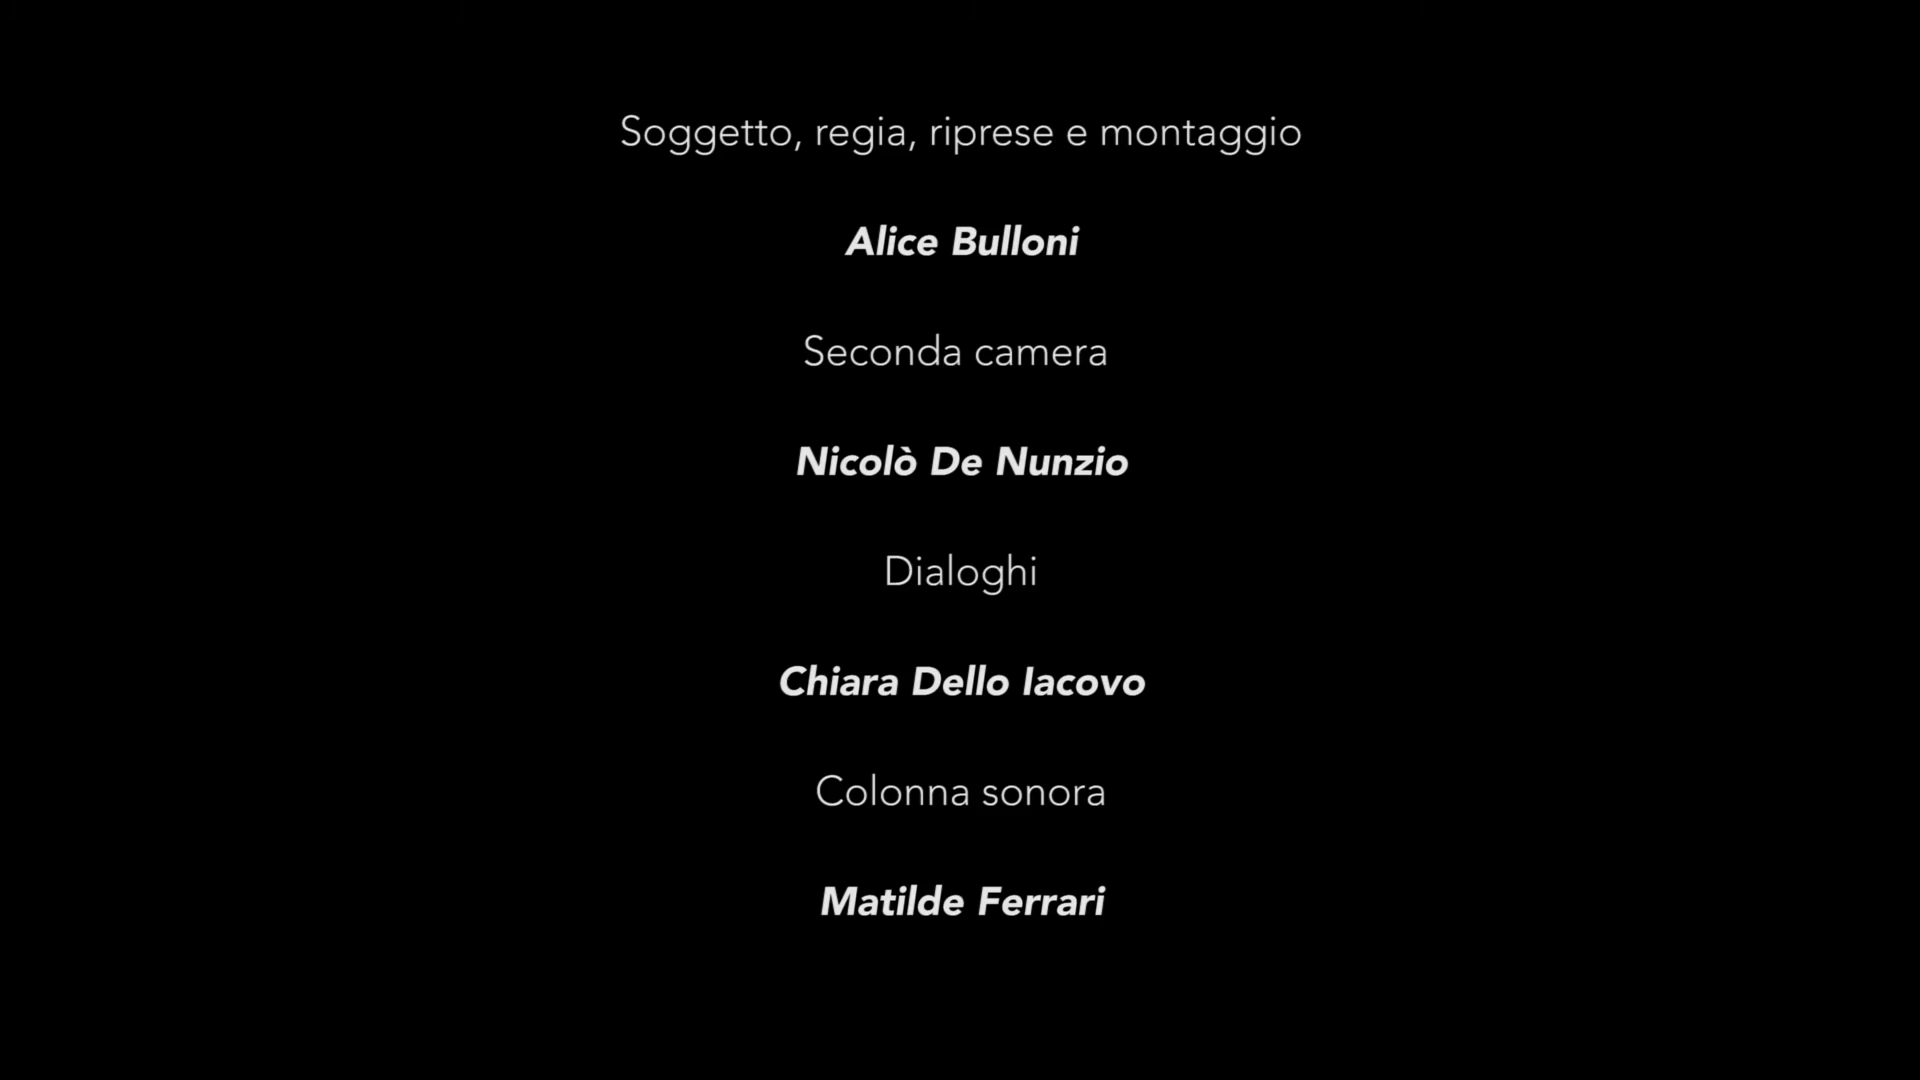 Soggetto, regia, riprese e montaggio
Alice Bulloni
Seconda camera
Nicolò De Nunzio
Dialoghi
Chiara Dello Iacovo
Colonna sonora
Matilde Ferrari